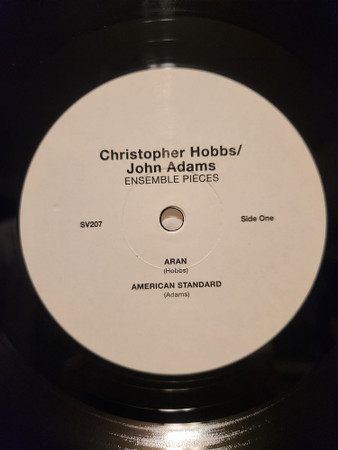 Christopher Hobbs/
John Adams
ENSEMBLE PIECES
SV207 Side One
ARAN
(Hobbs)
AMERICAN STANDARD
(Adams)